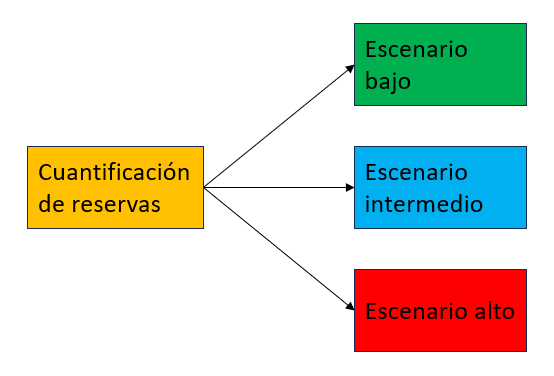 Escenario
bajo
Cuantificación
de reservas
Escenario
intermedio
Escenario alto